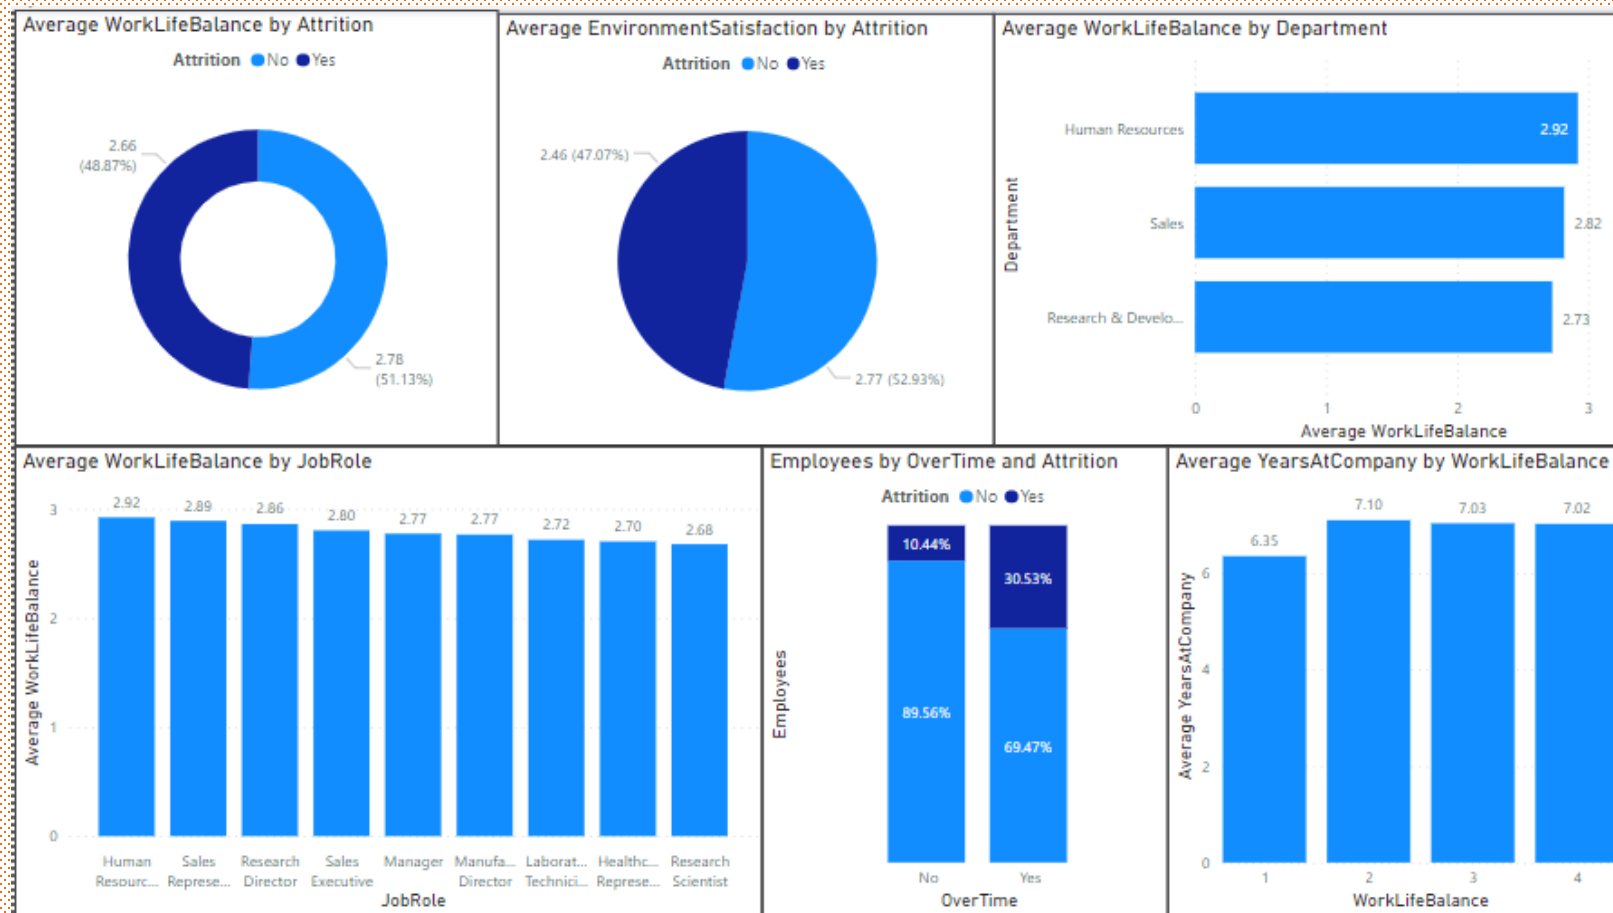 Average WorkLifeBalance by Attrition
Attrition No Yes
2.66
(48.87%)
2.78
(51.13%)
Average EnvironmentSatisfaction by Attrition
Attrition No Yes
2.46 (47.07%)
2.77 (52.93%)
Average WorkLifeBalance by Department
Department
Human Resources
2.92
Sales
2.82
Research & Develo...
2.73
0 1 2 3
Average WorkLifeBalance
Average WorkLifeBalance by JobRole
Average WorkLifeBalance
3
2
1
0
2.92 2.89 2.86 2.80 2.77 2.77 2.72 2.70 2.68
Human Sales Research Sales Manager Manufa... Laborat... Healthc... Research
Resourc... Represe... Director Executive Director Technici... Represe... Scientist
JobRole
Employees by OverTime and Attrition
Attrition No Yes
Employees
10.44%
30.53%
89.56%
69.47%
No Yes
OverTime
Average YearsAtCompany by WorkLifeBalance
Average YearsAtCompany
6
4
2
0
6.35 7.10 7.03 7.02
1 2 3 4
WorkLifeBalance